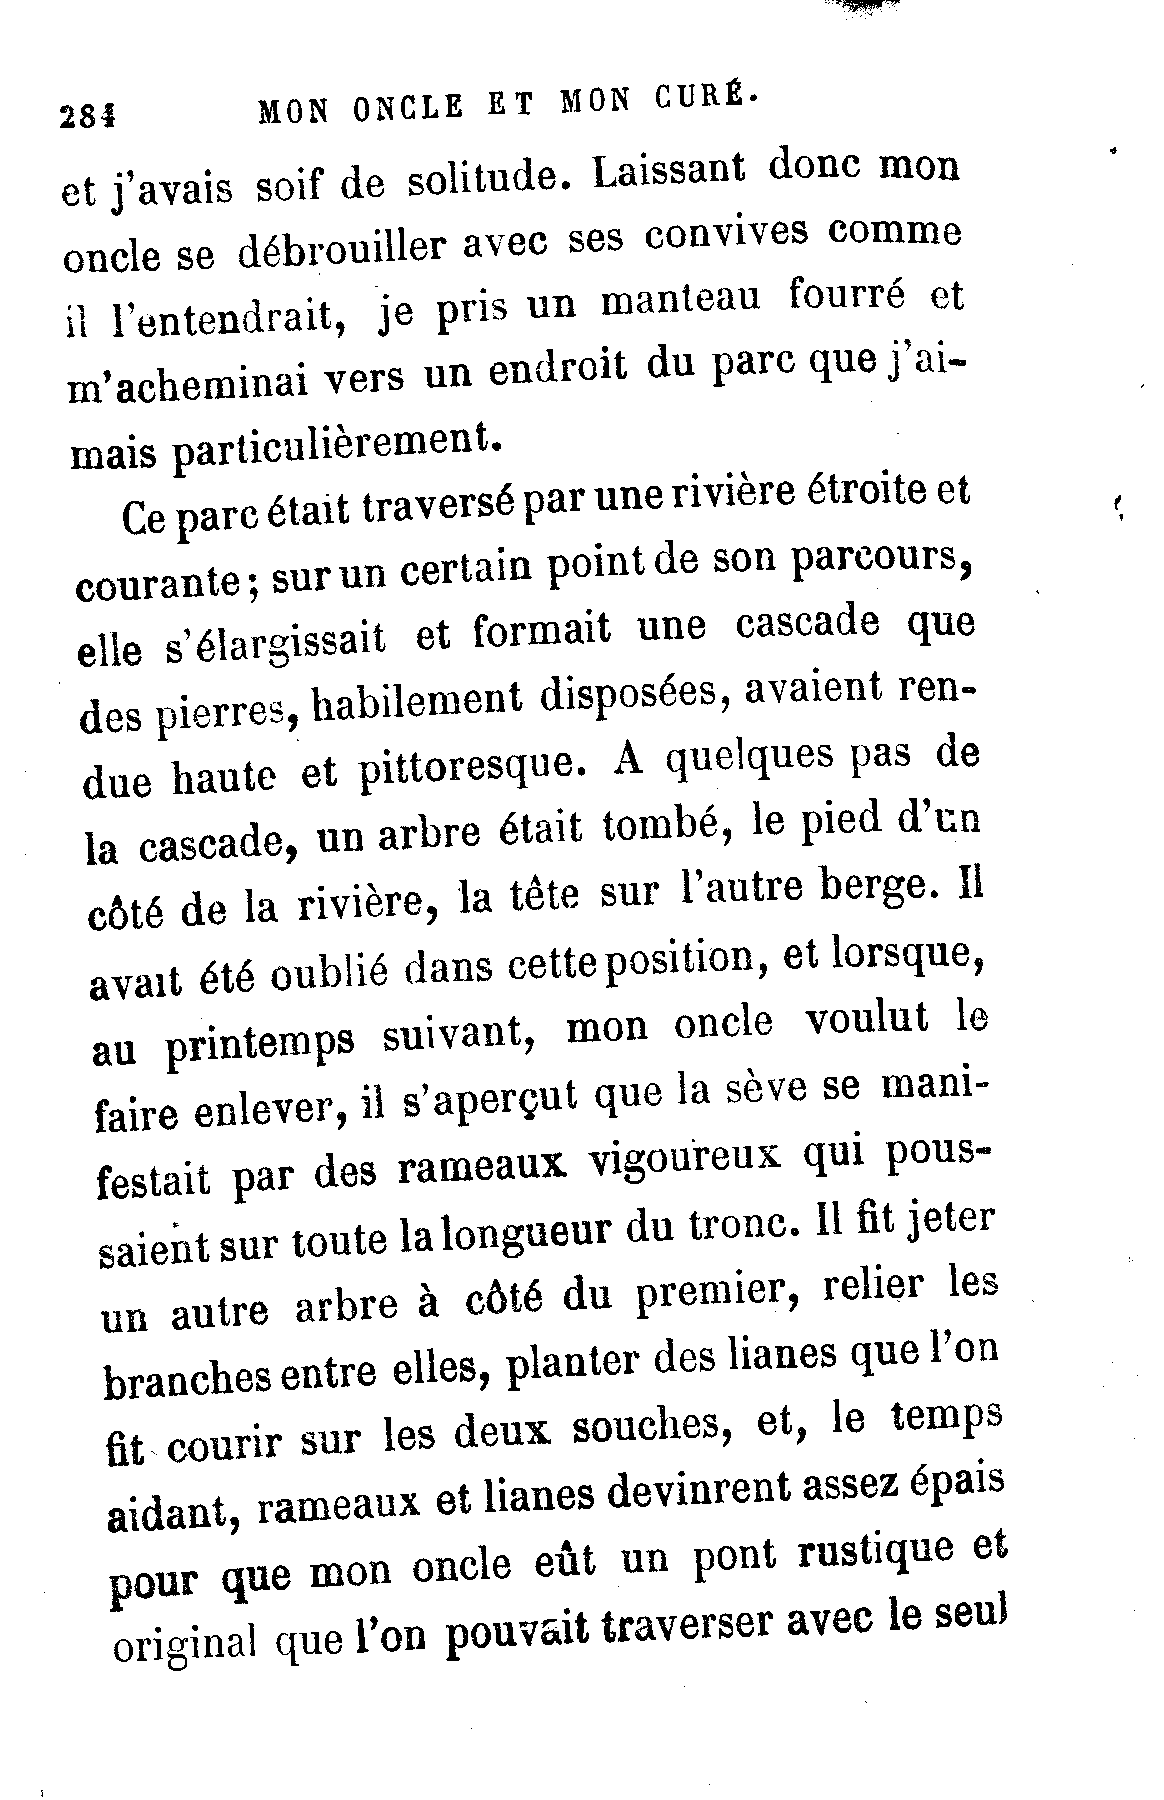 284 MON ONCLE ET MON CURÉ.
et j'avais soif de solitude. Laissant donc mon
oncle se débrouiller avec ses convives comme
il l'entendrait, je pris un manteau fourré et
m'acheminai vers un endroit du parc que j'ai-
mais particulièrement.
Ce parc était traversé par une rivière étroite et
courante; sur un certain point de son parcours,
elle s'élargissait et formait une cascade que
des pierres, habilement disposées, avaient ren-
due haute et pittoresque. A quelques pas de
la cascade, un arbre était tombé, le pied d'un
côté de la rivière, la tête sur l'autre berge. Il
avait été oublié dans cette position, et lorsque,
au printemps suivant, mon oncle voulut le
faire enlever, il s'aperçut que la sève se mani-
festait par des rameaux vigoureux qui pous-
saient sur toute la longueur du tronc. Il fit jeter
un autre arbre à côté du premier, relier les
branches entre elles, planter des lianes que l'on
fit courir sur les deux souches, et, le temps
aidant, rameaux et lianes devinrent assez épais
pour que mon oncle eût un pont rustique et
original que l'on pouvait traverser avec le seul